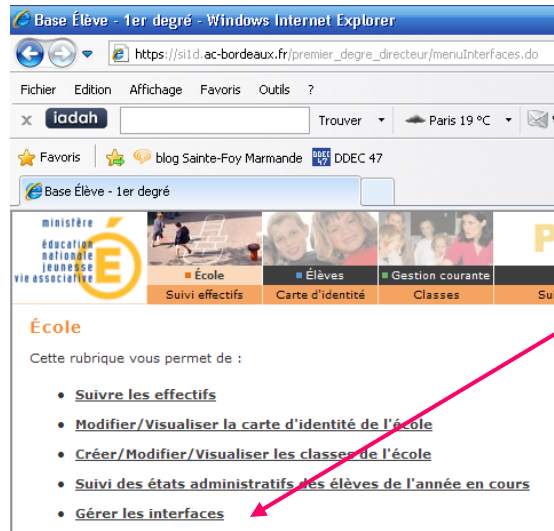 Base Élève - 1er degré - Windows Internet Explorer
https://si1d.ac-bordeaux.fr/premier_degre_directeur/menuInterfaces.do
Fichier Edition Affichage Favoris Outils ?
x iadah Trouver Paris 19 °C
Favoris blog Sainte-Foy Marmande DDEC 47 DDEC 47
Base Élève - 1er degré
ministère
éducation
nationale
jeunesse
vie associative
É
P
École Élèves Gestion courante
Suivi effectifs Carte d'identité Classes Su
École
Cette rubrique vous permet de :
• Suivre les effectifs
• Modifier/Visualiser la carte d'identité de l'école
• Créer/Modifier/Visualiser les classes de l'école
• Suivi des états administratifs des élèves de l'année en cours
• Gérer les interfaces